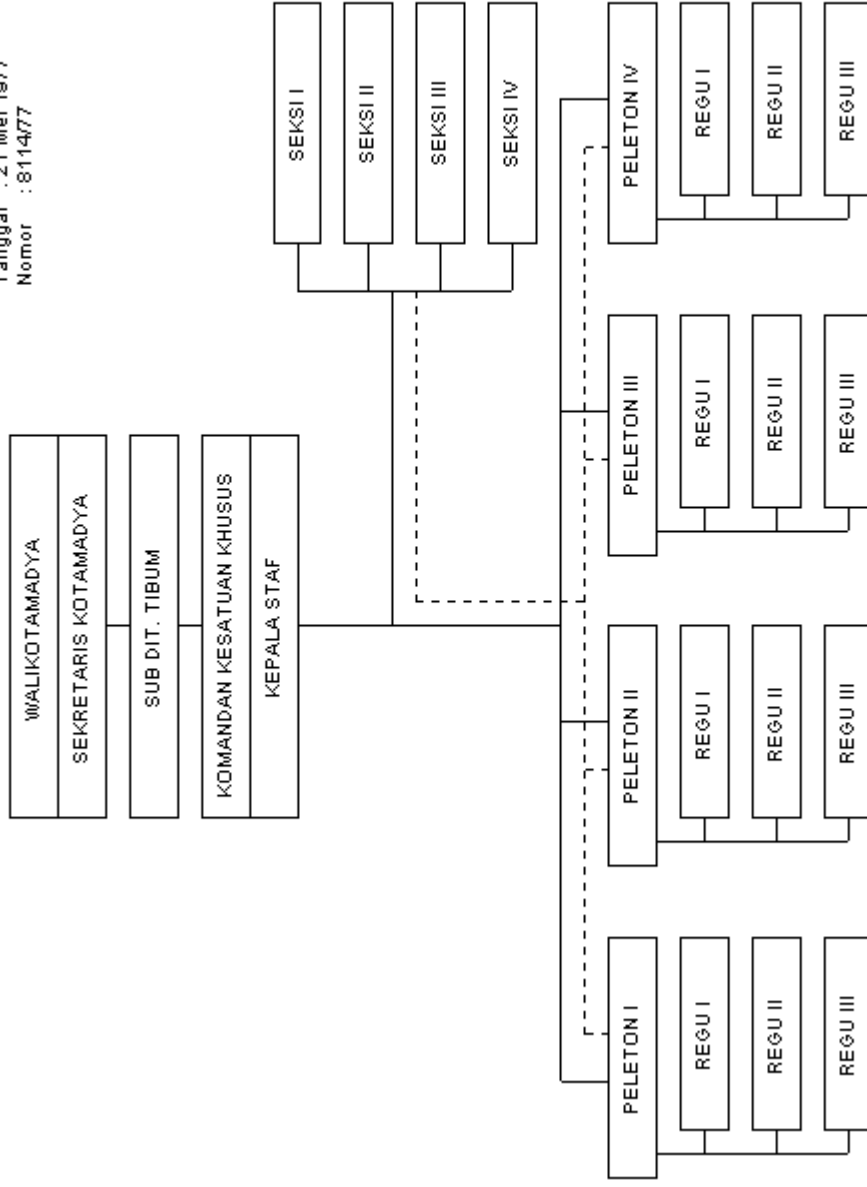 Tanggal : 21 Mei 1977
Nomor : 8114/77
WALIKOTAMADYA
SEKRETARIS KOTAMADYA
SUB DIT. TIBUM
KOMANDAN KESATUAN KHUSUS
KEPALA STAF
SEKSI I
SEKSI II
SEKSI III
SEKSI IV
PELETON I
REGU I
REGU II
REGU III
PELETON II
REGU I
REGU II
REGU III
PELETON III
REGU I
REGU II
REGU III
PELETON IV
REGU I
REGU II
REGU III